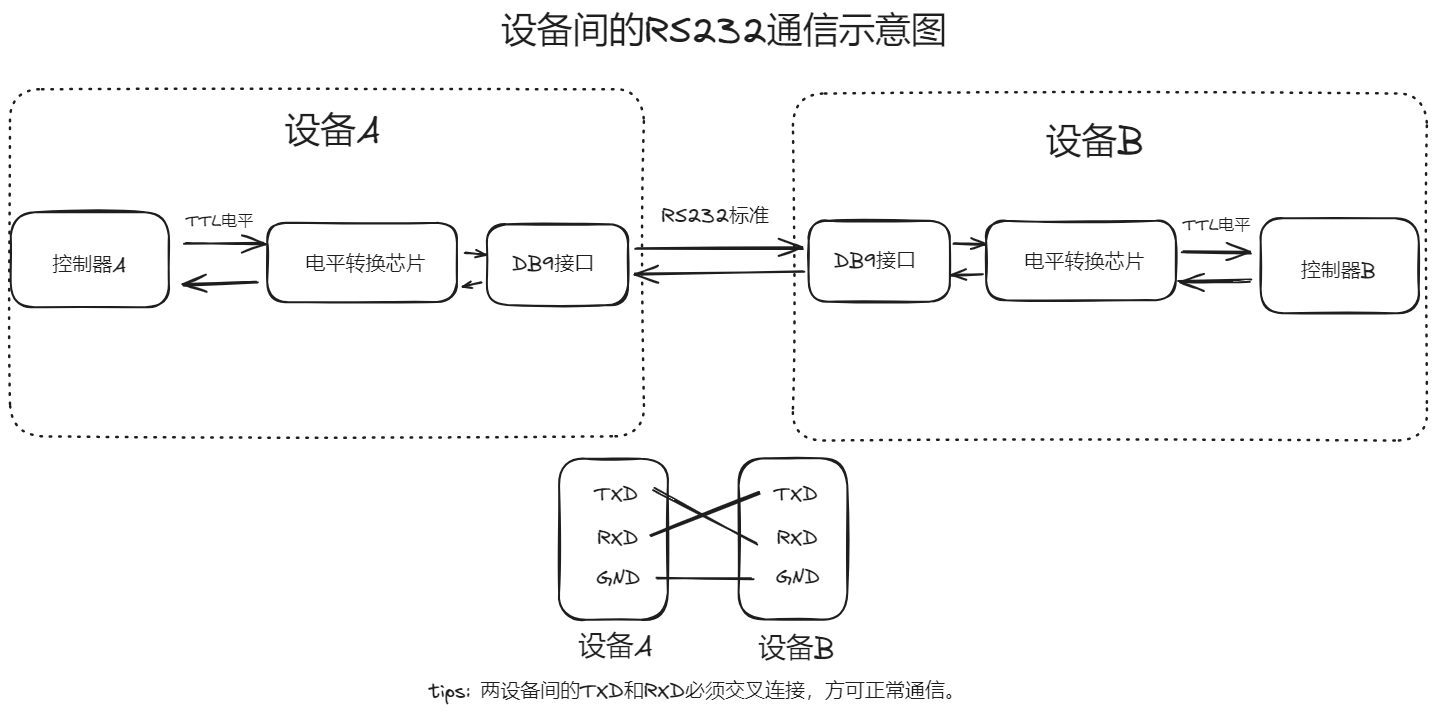 设备间的RS232通信示意图
设备A
设备B
控制器A
TTL电平
电平转换芯片
DB9接口
RS232标准
DB9接口
电平转换芯片
TTL电平
控制器B
TXD
RXD
GND
设备A
TXD
RXD
GND
设备B
tips: 两设备间的TXD和RXD必须交叉连接，方可正常通信。